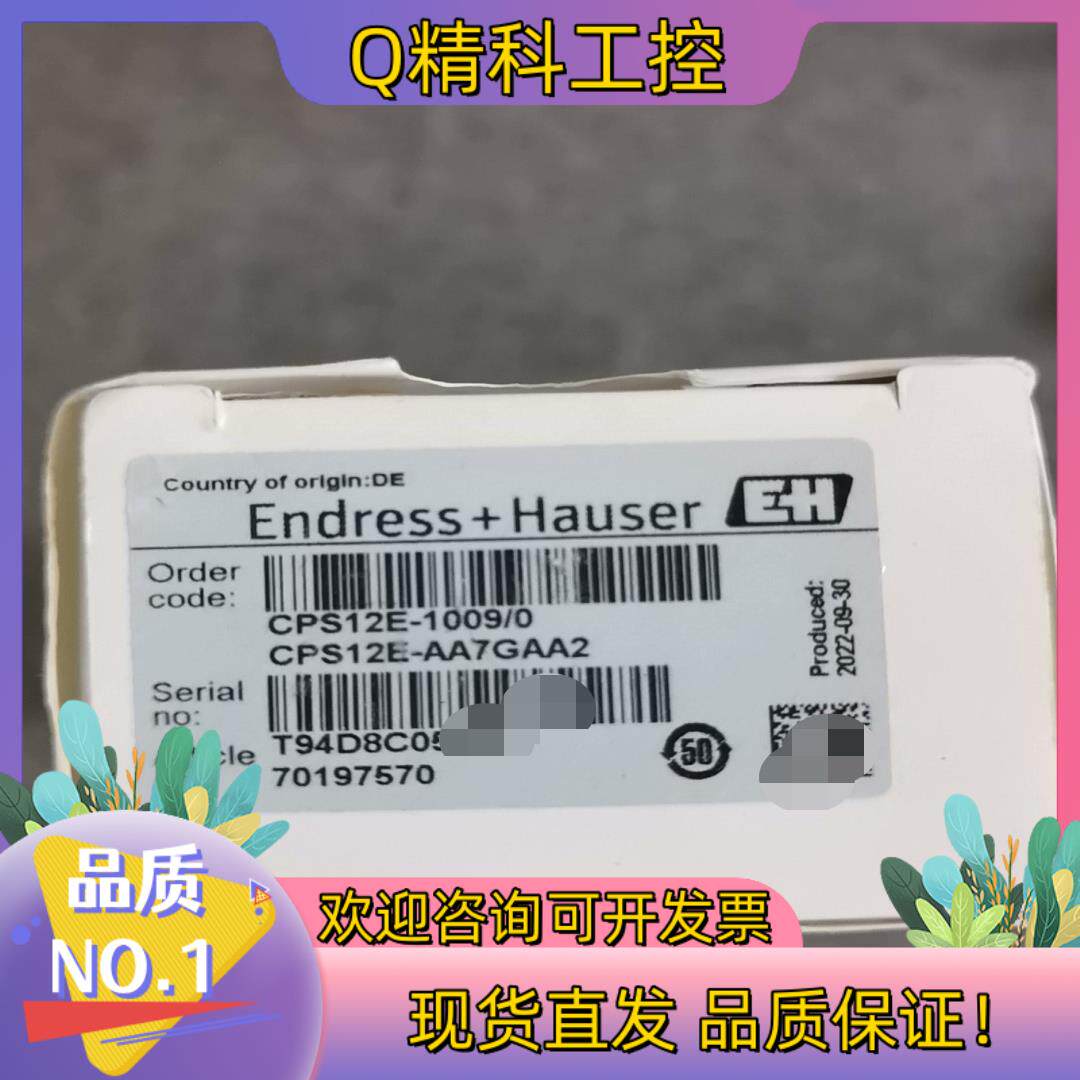 Q精科工控
Country of origin:DE
Endress+Hauser EH
Order code:
CPS12E-1009/0
CPS12E-AA7GAA2
Produced: 2022-09-30
Serial no:
T94D8C05
70197570
50
品质
NO.1
欢迎咨询可开发票
现货直发 品质保证!